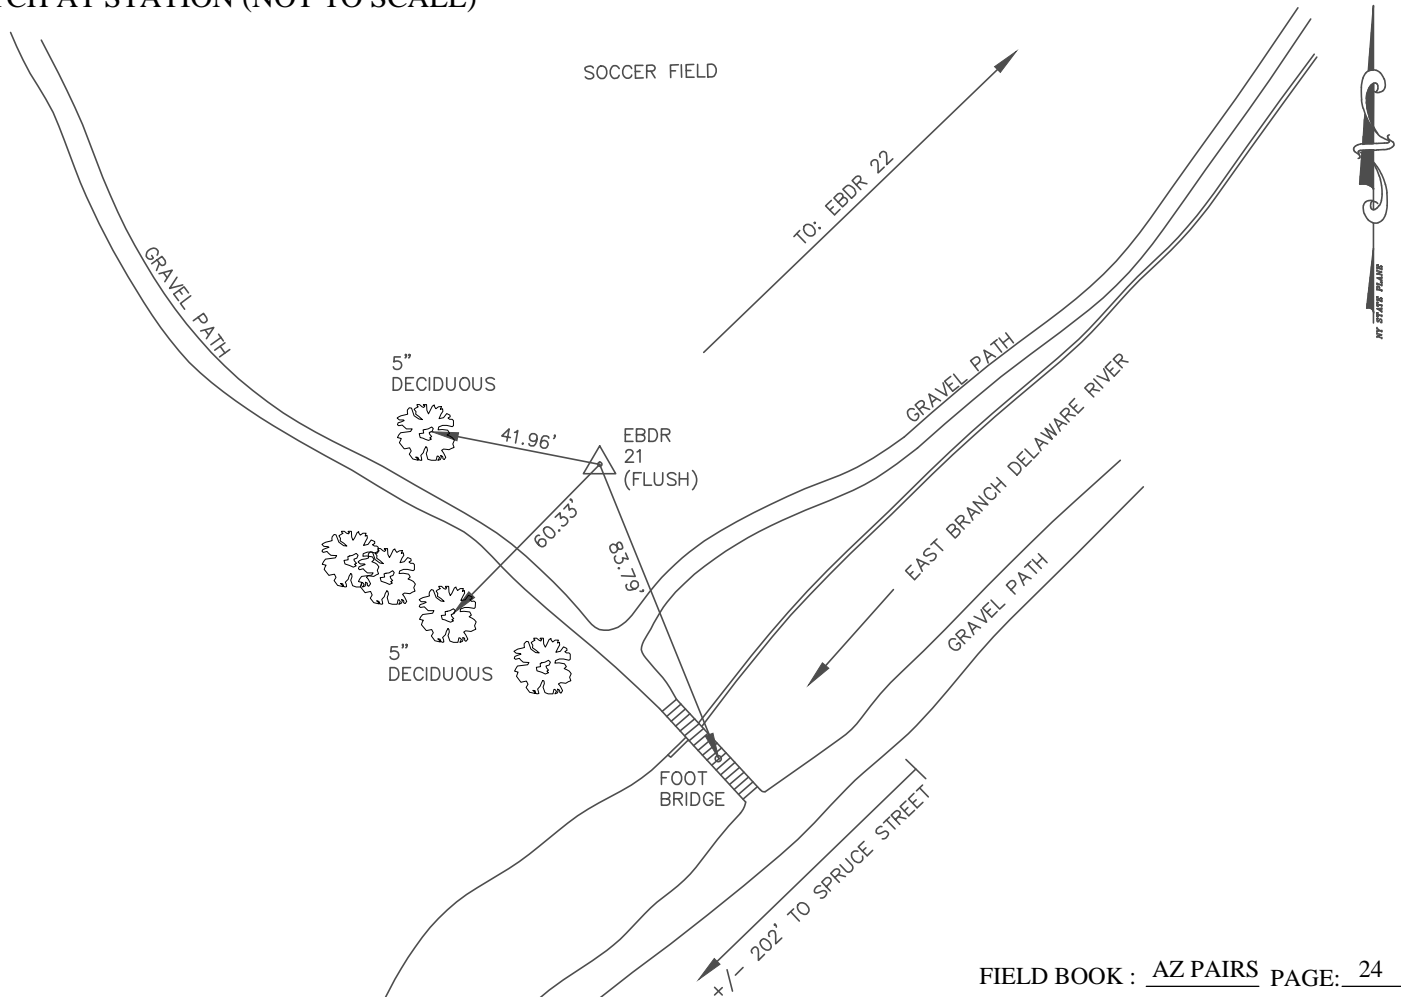 SOCCER FIELD
TO: EBDR 22
NY STATE PLANE
GRAVEL PATH
GRAVEL PATH
5"
DECIDUOUS
41.96'
EBDR
21
(FLUSH)
60.33'
83.79'
EAST BRANCH DELAWARE RIVER
GRAVEL PATH
5"
DECIDUOUS
FOOT
BRIDGE
+/- 202' TO SPRUCE STREET
FIELD BOOK : AZ PAIRS PAGE: 24